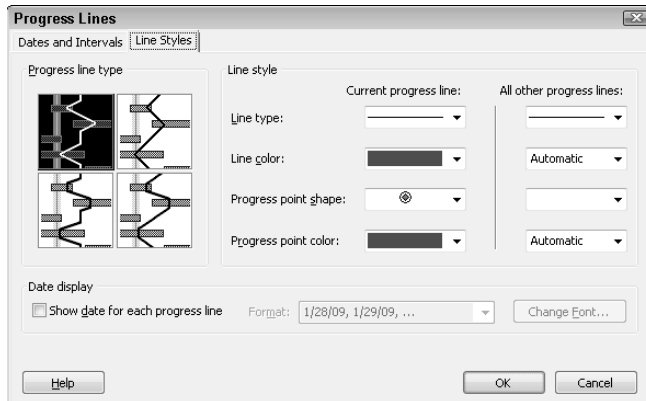 Progress Lines
Dates and Intervals Line Styles
Progress line type
Line style
Current progress line: All other progress lines:
Line type:
Line color: Automatic
Progress point shape:
Progress point color: Automatic
Date display
Show date for each progress line Format: 1/28/09, 1/29/09, ... Change Font...
Help OK Cancel